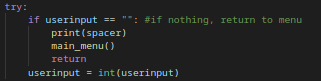 try:
    if userinput == "": #if nothing, return to menu
        print(spacer)
        main_menu()
        return
    userinput = int(userinput)